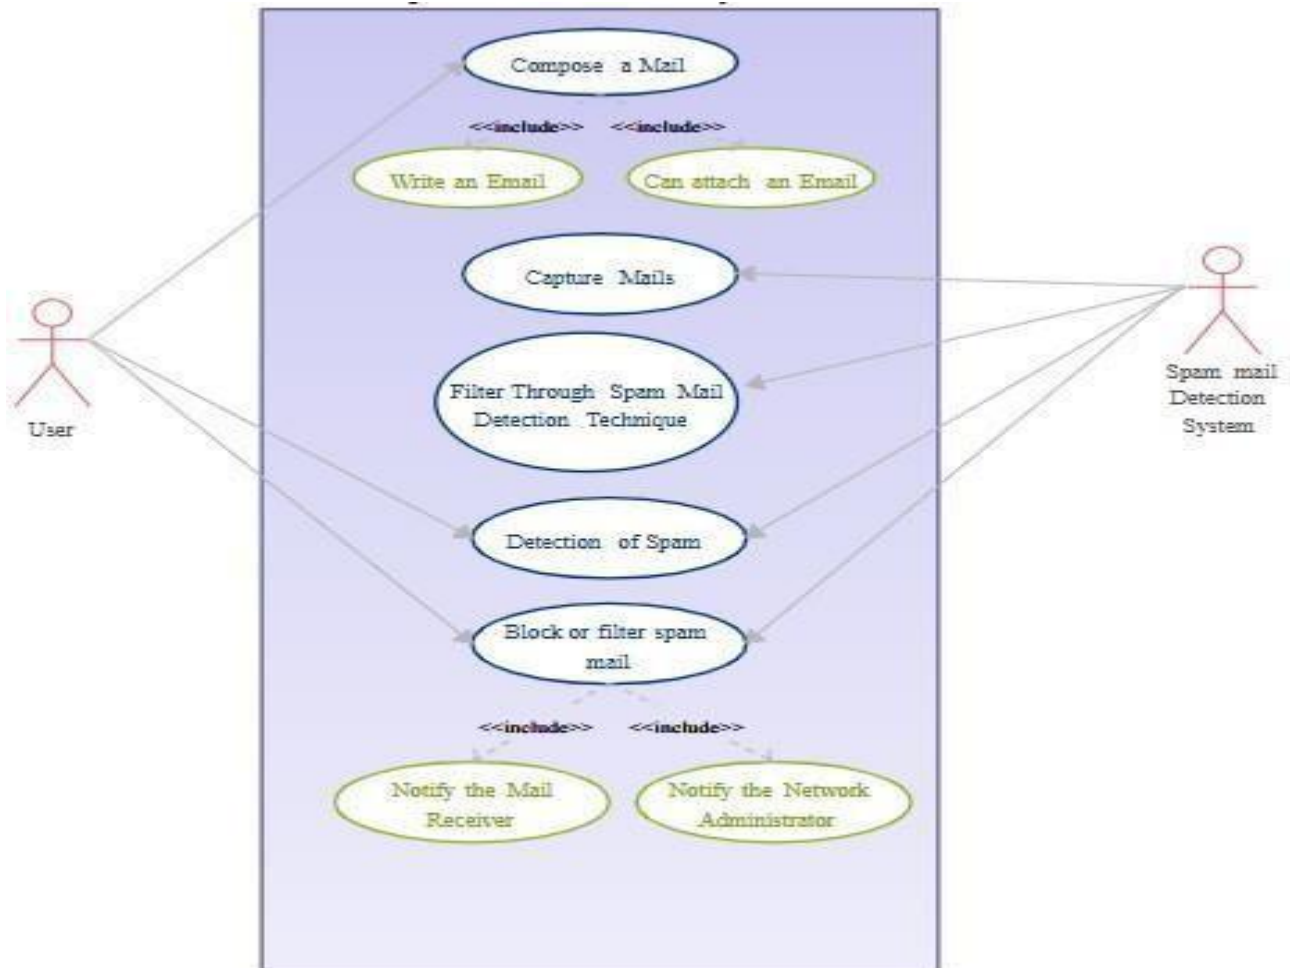 Compose a Mail
<<include>> <<include>>
Write an Email
Can attach an Email
Capture Mails
Filter Through Spam Mail
Detection Technique
User
Spam mail
Detection
System
Detection of Spam
Block or filter spam
mail
<<include>> <<include>>
Notify the Mail
Receiver
Notify the Network
Administrator